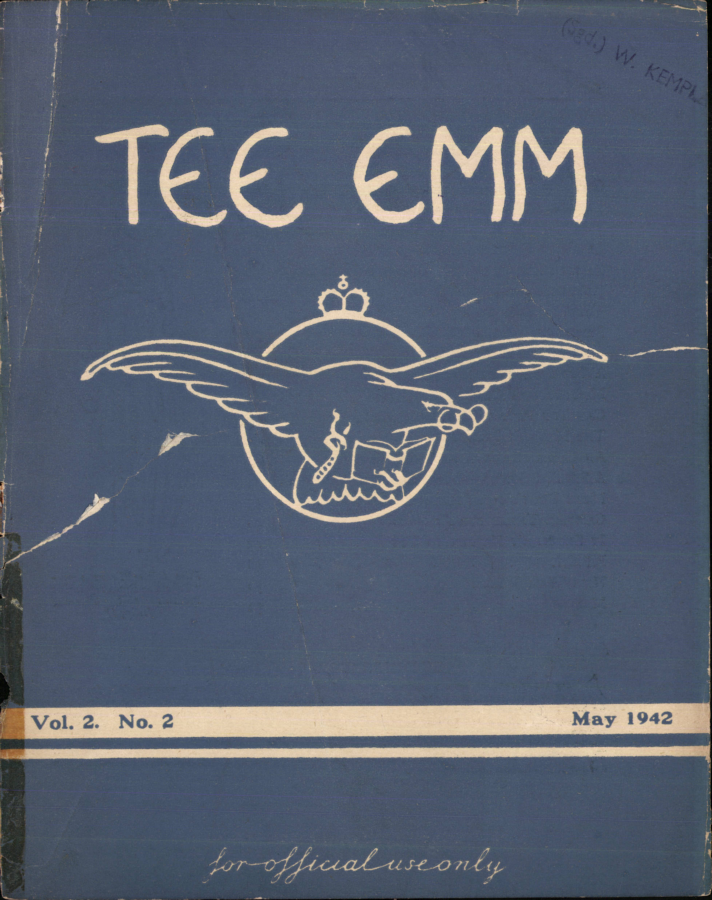 (Sgd.) W. KEMP
TEE EMM
Vol. 2. No. 2
May 1942
for official use only